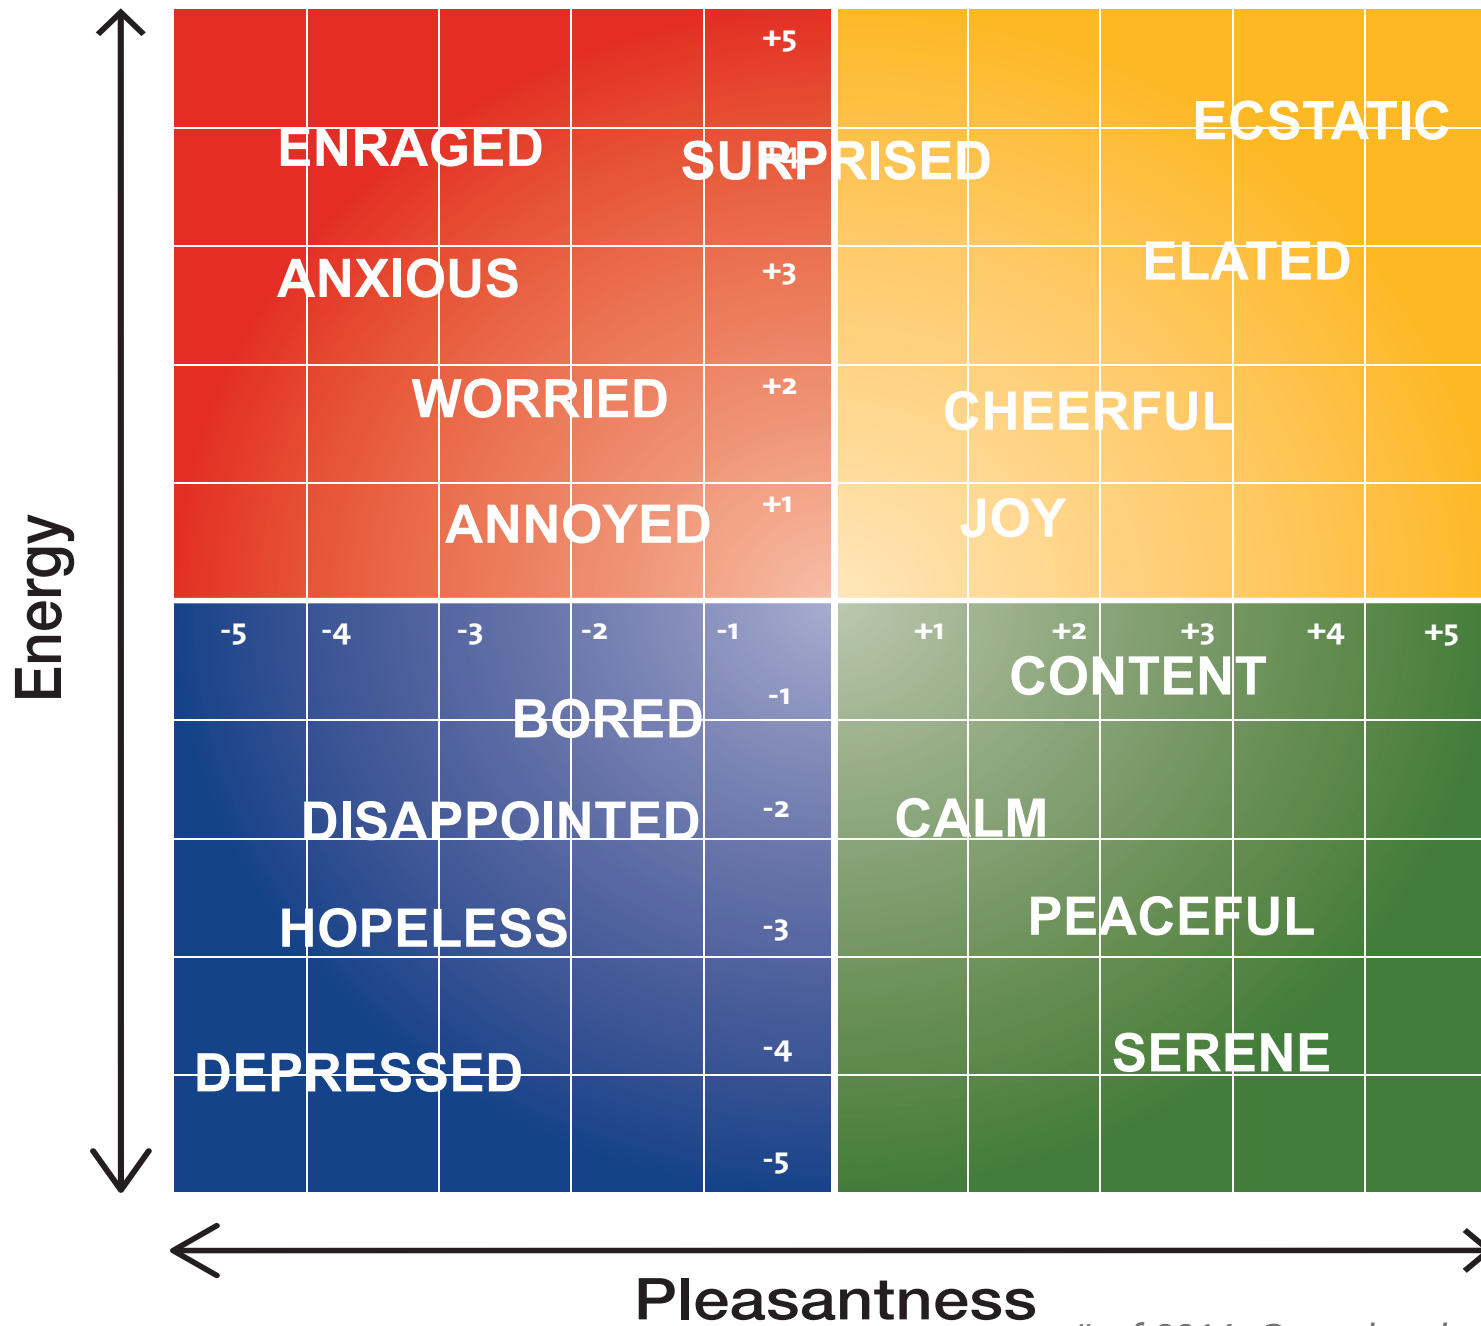 +5
ECSTATIC
ENRAGED
SURPRISED
+4
ELATED
ANXIOUS
+3
WORRIED
+2
CHEERFUL
ANNOYED
+1
JOY
Energy
-5 -4 -3 -2 -1 +1 +2 +3 +4 +5
CONTENT
BORED
-1
DISAPPOINTED
-2
CALM
HOPELESS
-3
PEACEFUL
DEPRESSED
-4
SERENE
-5
Pleasantness